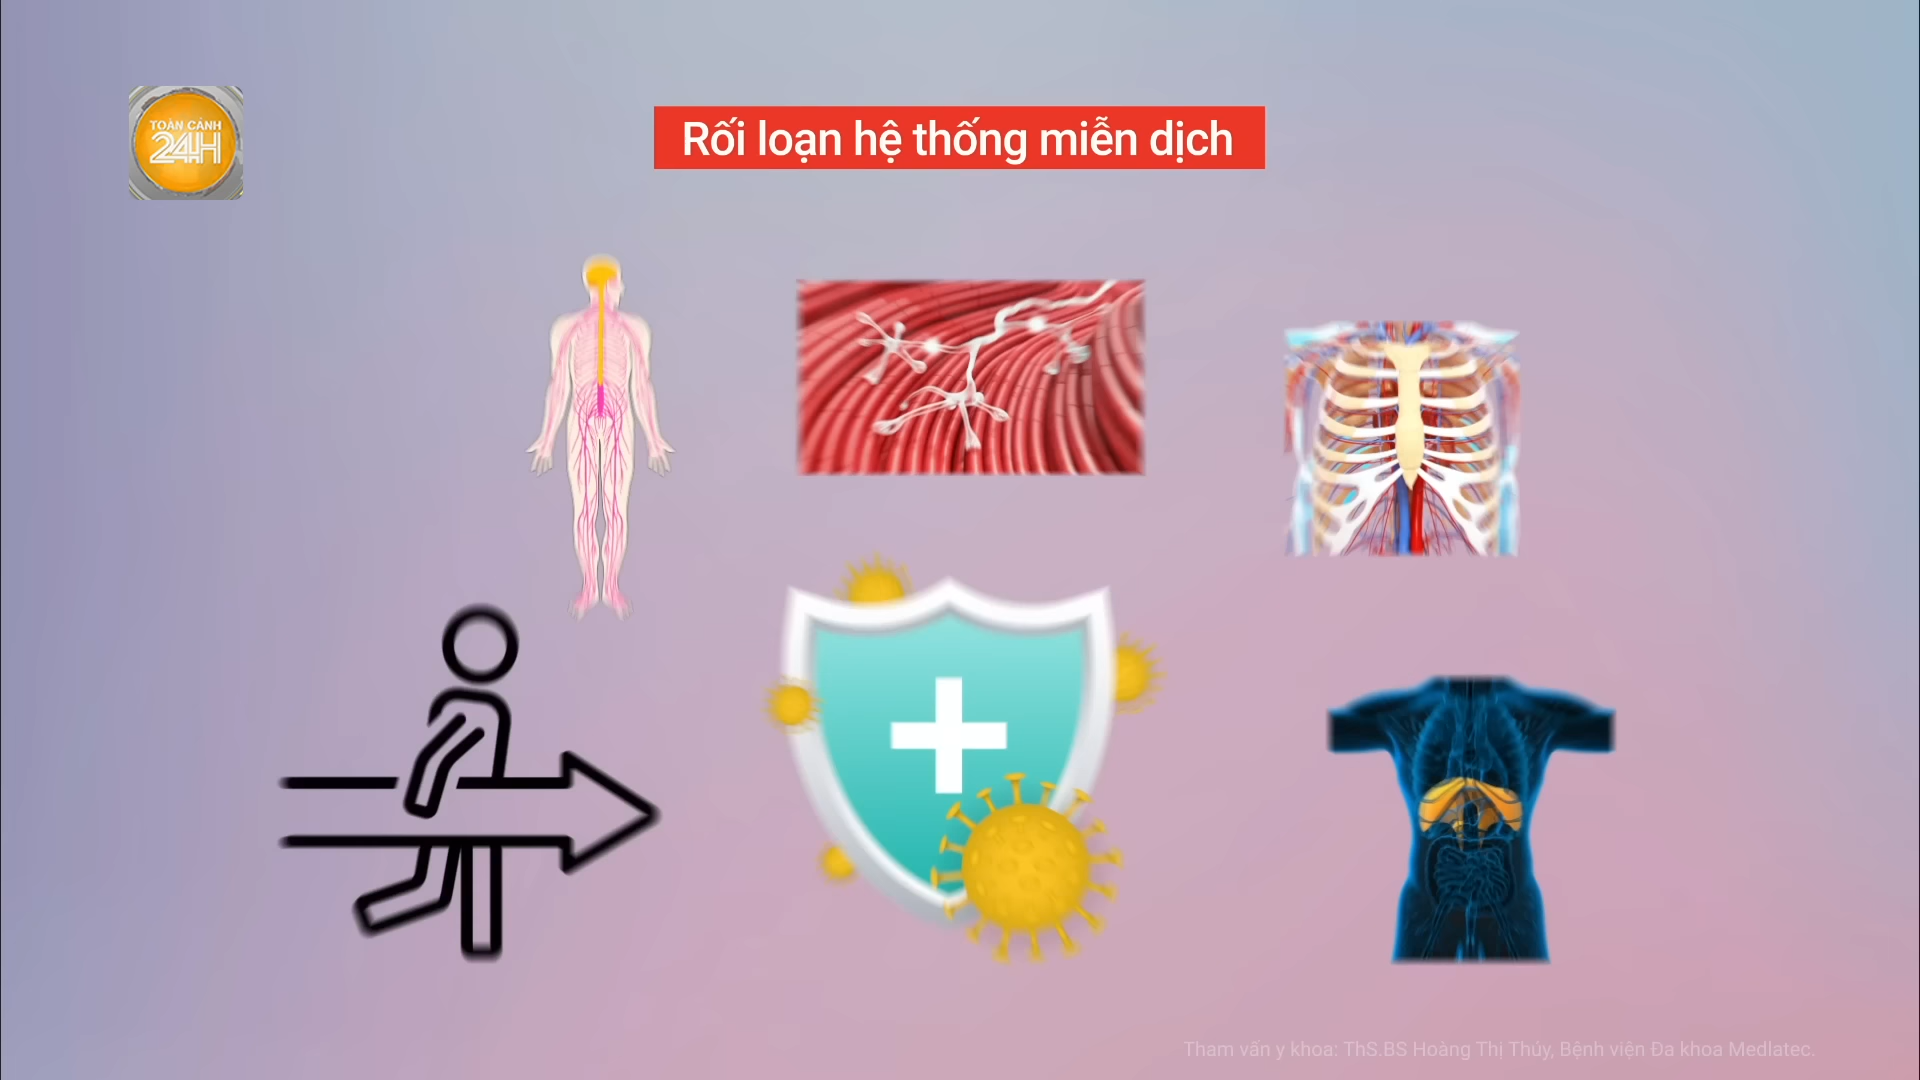 TOÀN CẢNH
24H
Rối loạn hệ thống miễn dịch
Tham vấn y khoa: ThS.BS Hoàng Thị Thúy, Bệnh viện Đa khoa Medlatec.